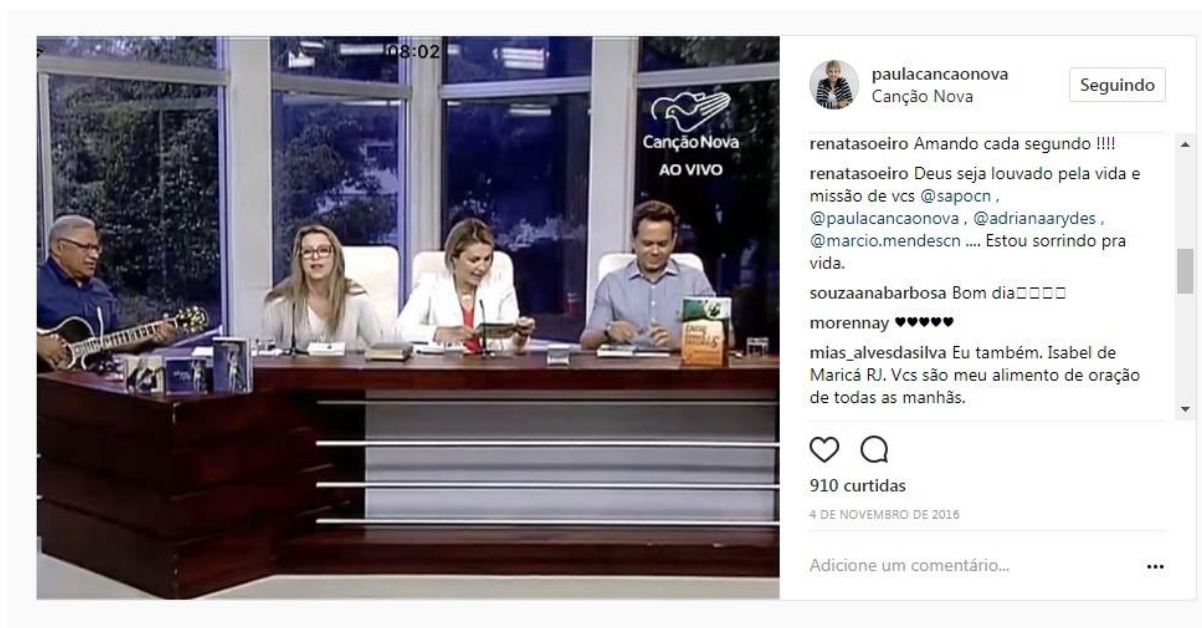 08:02
Canção Nova
AO VIVO
paulacancaonova
Canção Nova
Seguindo
renatasoeiro Amando cada segundo !!!!
renatasoeiro Deus seja louvado pela vida e
missão de vcs @sapocn ,
@paulacancaonova , @adrianaarydes ,
@marcio.mendescn .... Estou sorrindo pra
vida.
souzaanabarbosa Bom dia□□□□
morennay ♥♥♥♥♥
mias_alvesdasilva Eu também. Isabel de
Maricá RJ. Vcs são meu alimento de oração
de todas as manhãs.
910 curtidas
4 DE NOVEMBRO DE 2016
Adicione um comentário...